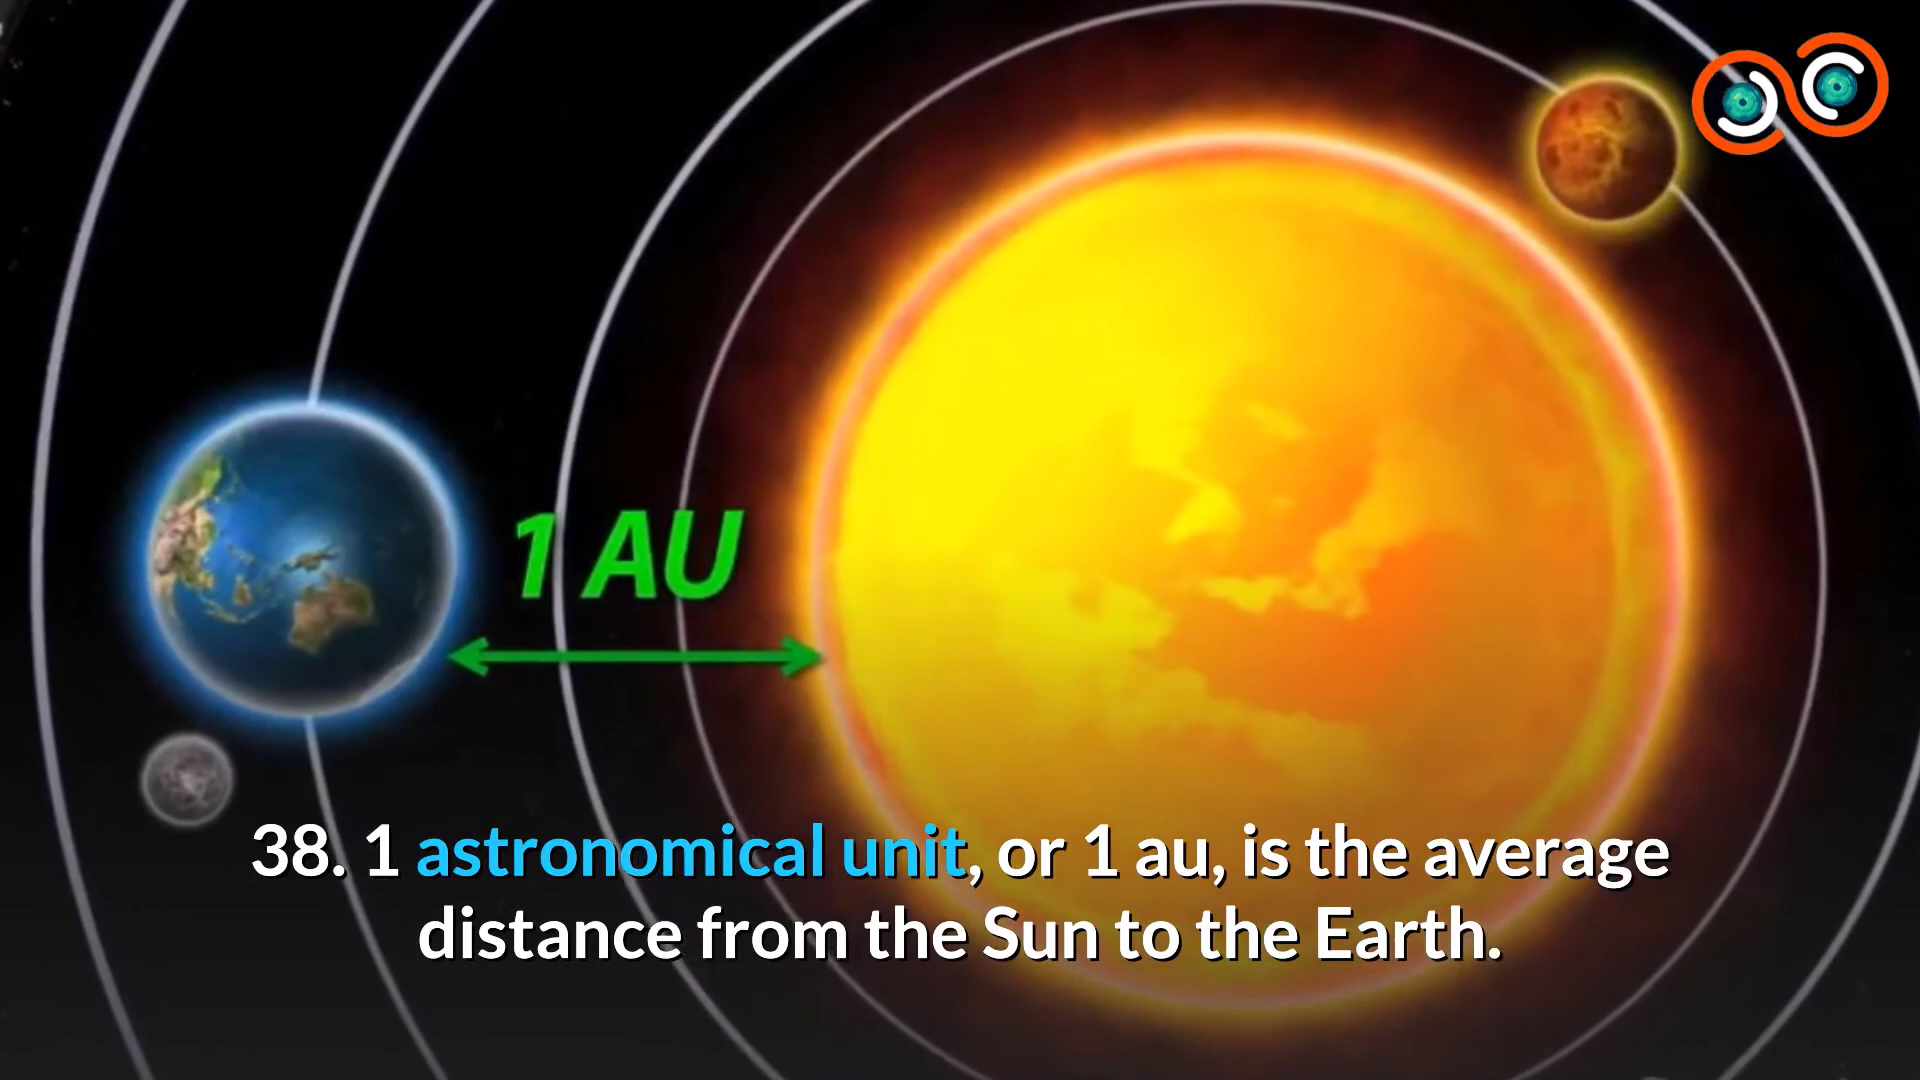 1 AU
38. 1 astronomical unit, or 1 au, is the average
distance from the Sun to the Earth.